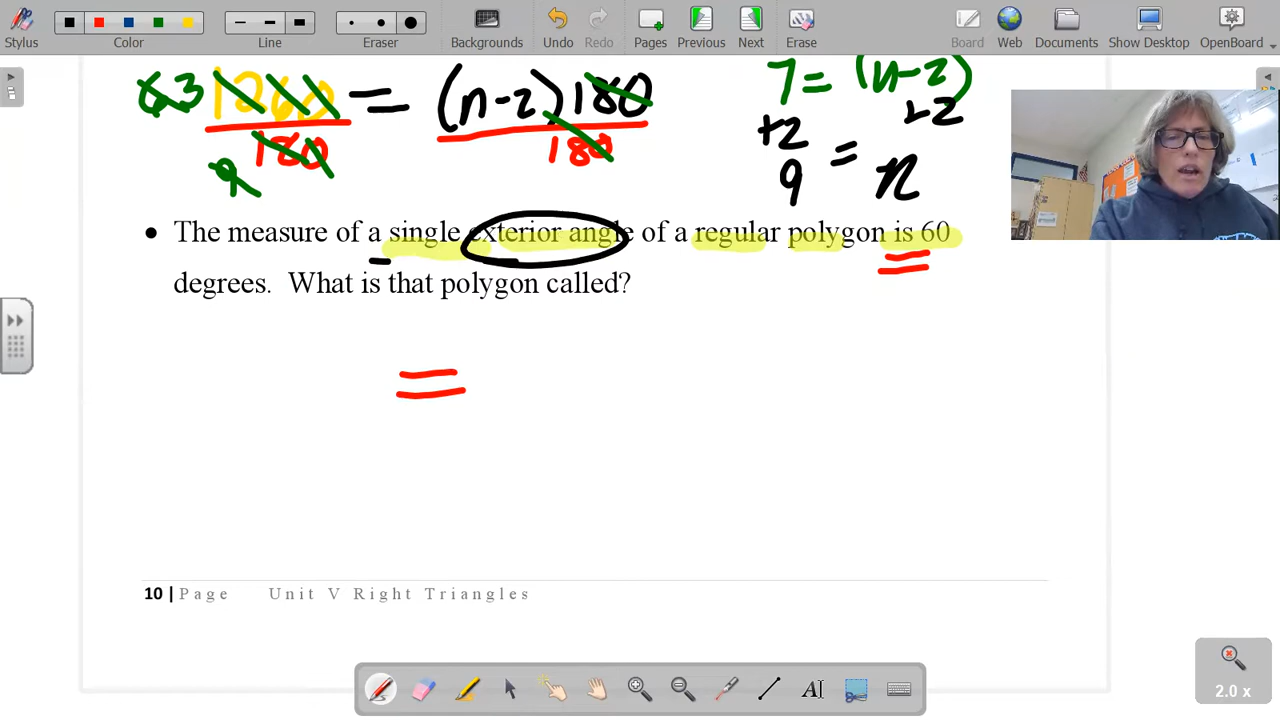 Stylus Color Line Eraser Backgrounds Undo Redo Pages Previous Next Erase Board Web Documents Show Desktop OpenBoard
63 1260 = (n-2)180 7 = (n-2)
180 180 +2 +2
9 9 = n
• The measure of a single exterior angle of a regular polygon is 60
degrees. What is that polygon called?
=
10 | Page Unit V Right Triangles
2.0 x